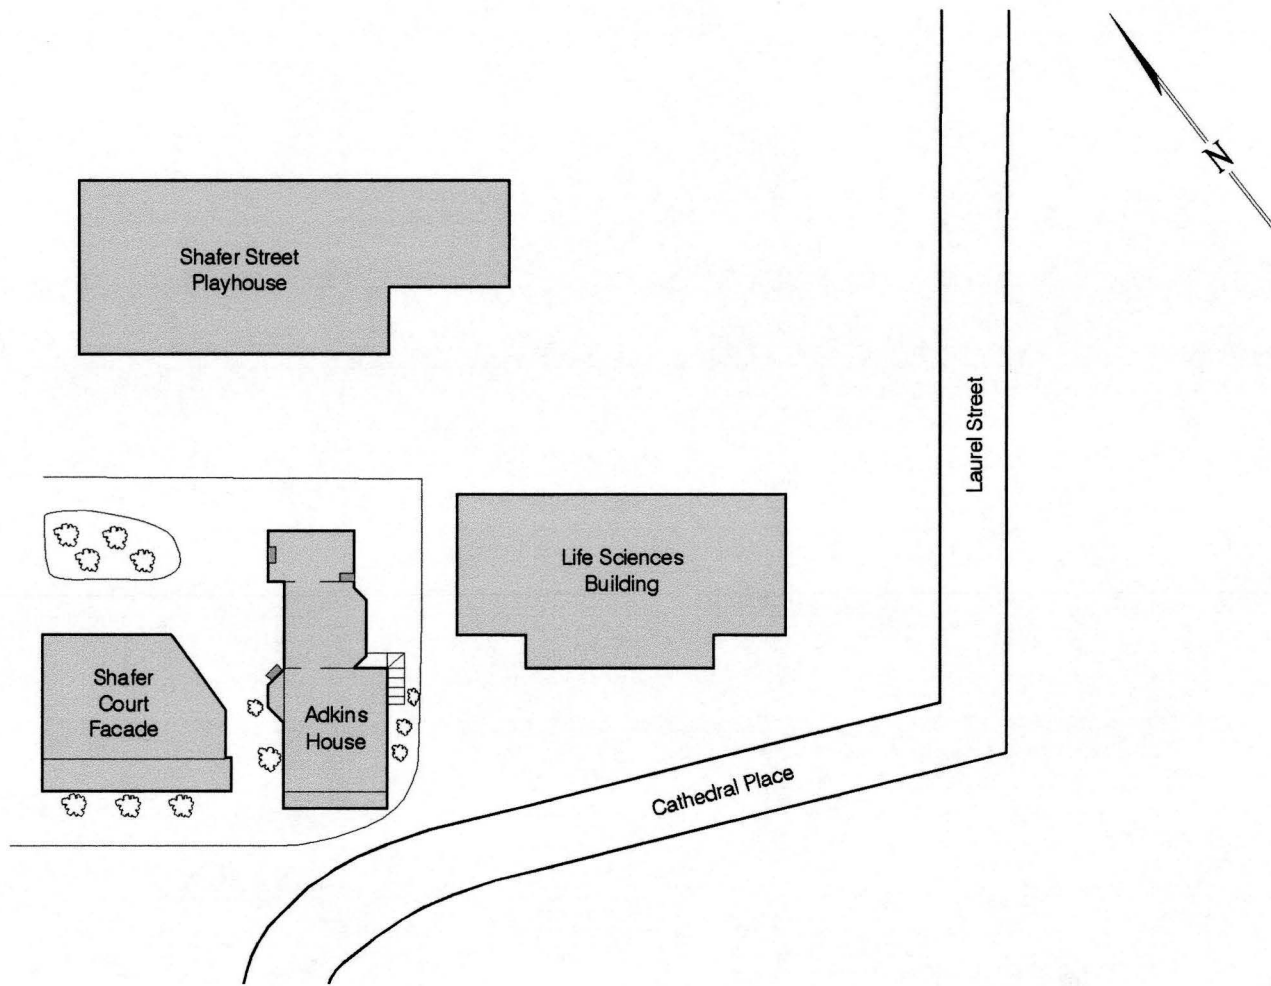 N
Shafer Street
Playhouse
Laurel Street
Life Sciences
Building
Shafer
Court
Facade
Adkins
House
Cathedral Place